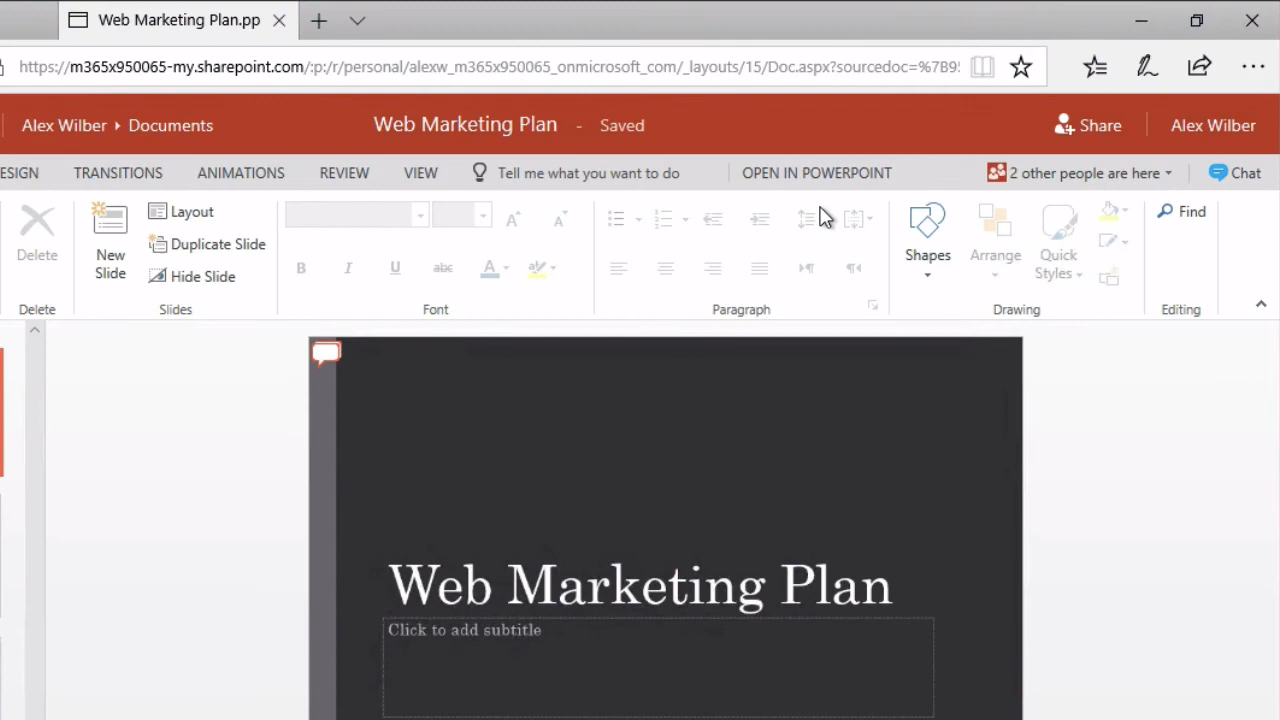 Web Marketing Plan.pp
https://m365x950065-my.sharepoint.com/:p:/r/personal/alexw_m365x950065_onmicrosoft_com/_layouts/15/Doc.aspx?sourcedoc=%7B9
Alex Wilber Documents Web Marketing Plan - Saved Share Alex Wilber
ESIGN TRANSITIONS ANIMATIONS REVIEW VIEW Tell me what you want to do OPEN IN POWERPOINT 2 other people are here Chat
Delete
New Slide
Layout
Duplicate Slide
Hide Slide
B I U abc A aby
Shapes
Arrange
Quick Styles
Find
Delete Slides Font Paragraph Drawing Editing
Web Marketing Plan
Click to add subtitle